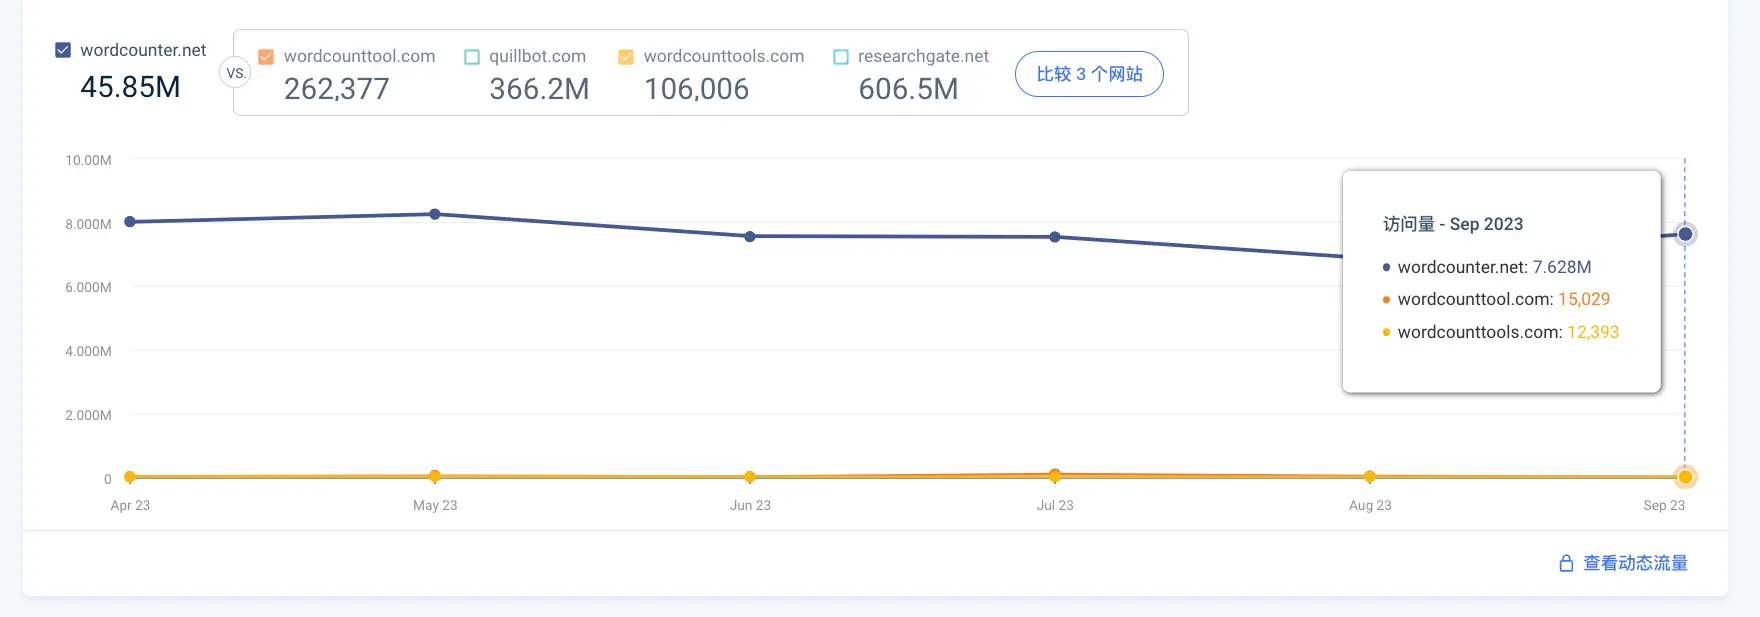 wordcounter.net
45.85M
VS.
wordcounttool.com
262,377
quillbot.com
366.2M
wordcounttools.com
106,006
researchgate.net
606.5M
比较 3 个网站
10.00M
8.000M
6.000M
4.000M
2.000M
0
访问量 - Sep 2023
wordcounter.net: 7.628M
wordcounttool.com: 15,029
wordcounttools.com: 12,393
Apr 23
May 23
Jun 23
Jul 23
Aug 23
Sep 23
查看动态流量